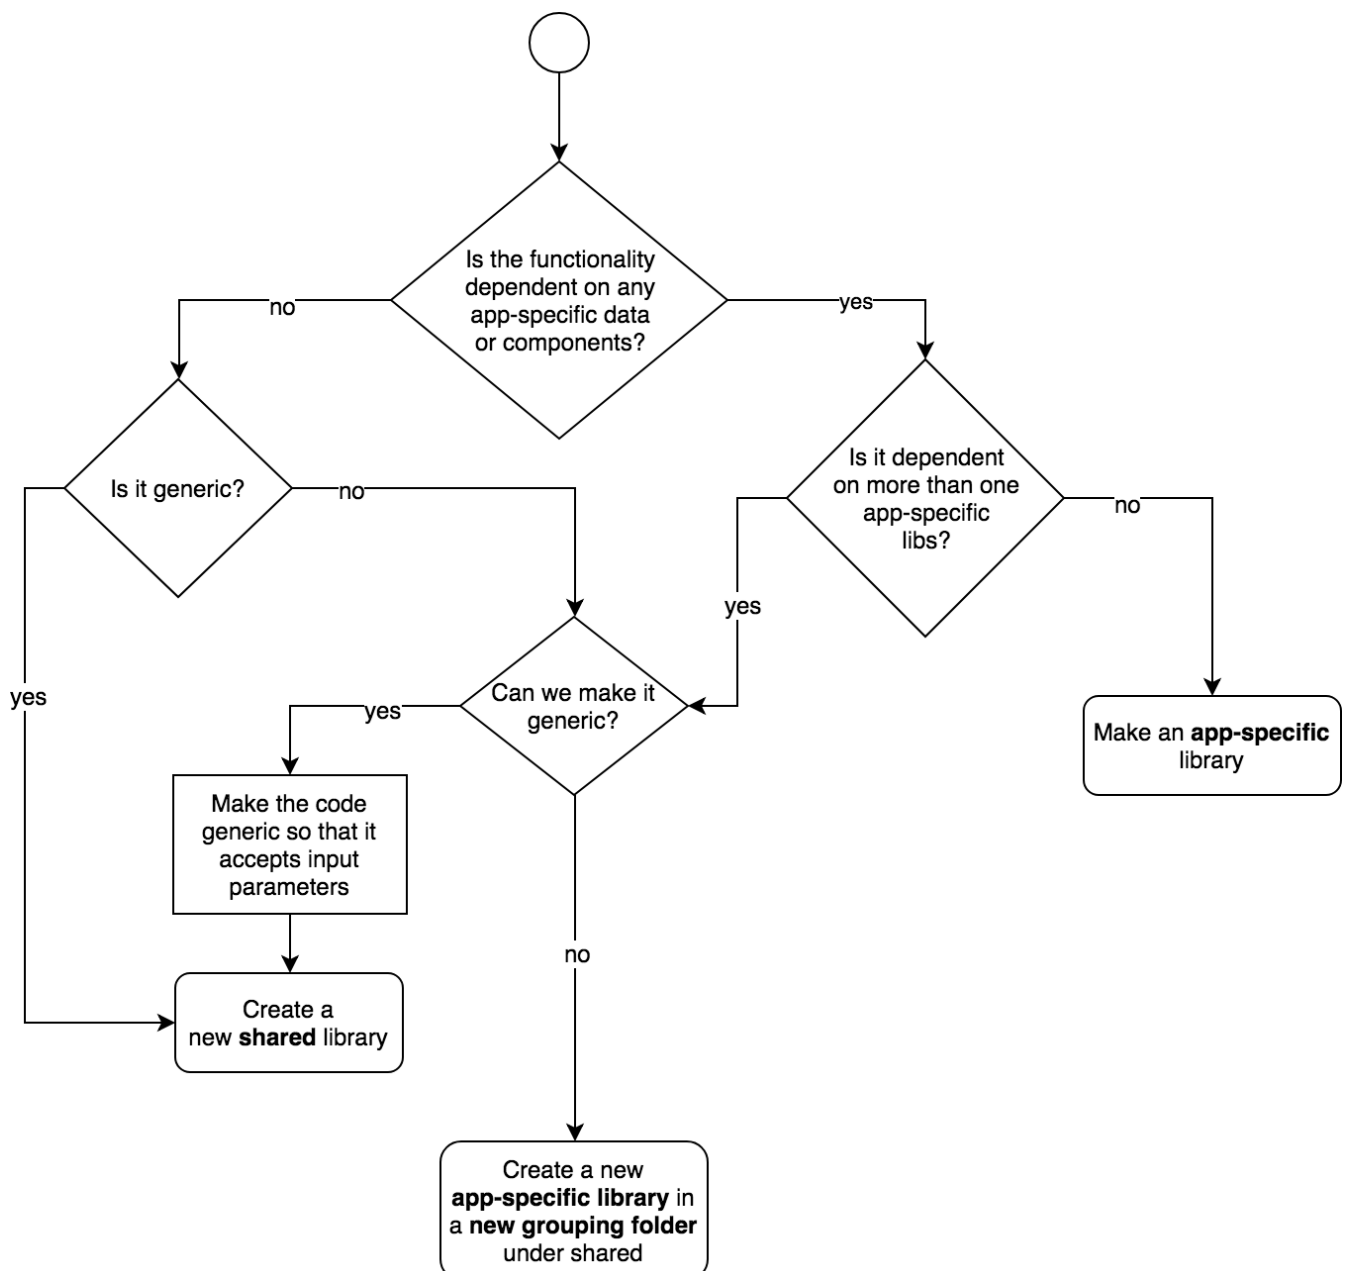 Is the functionality
dependent on any
app-specific data
or components?
no
yes
Is it generic?
no
Is it dependent
on more than one
app-specific
libs?
no
yes
yes
Can we make it
generic?
yes
Make an app-specific
library
Make the code
generic so that it
accepts input
parameters
no
Create a
new shared library
Create a new
app-specific library in
a new grouping folder
under shared